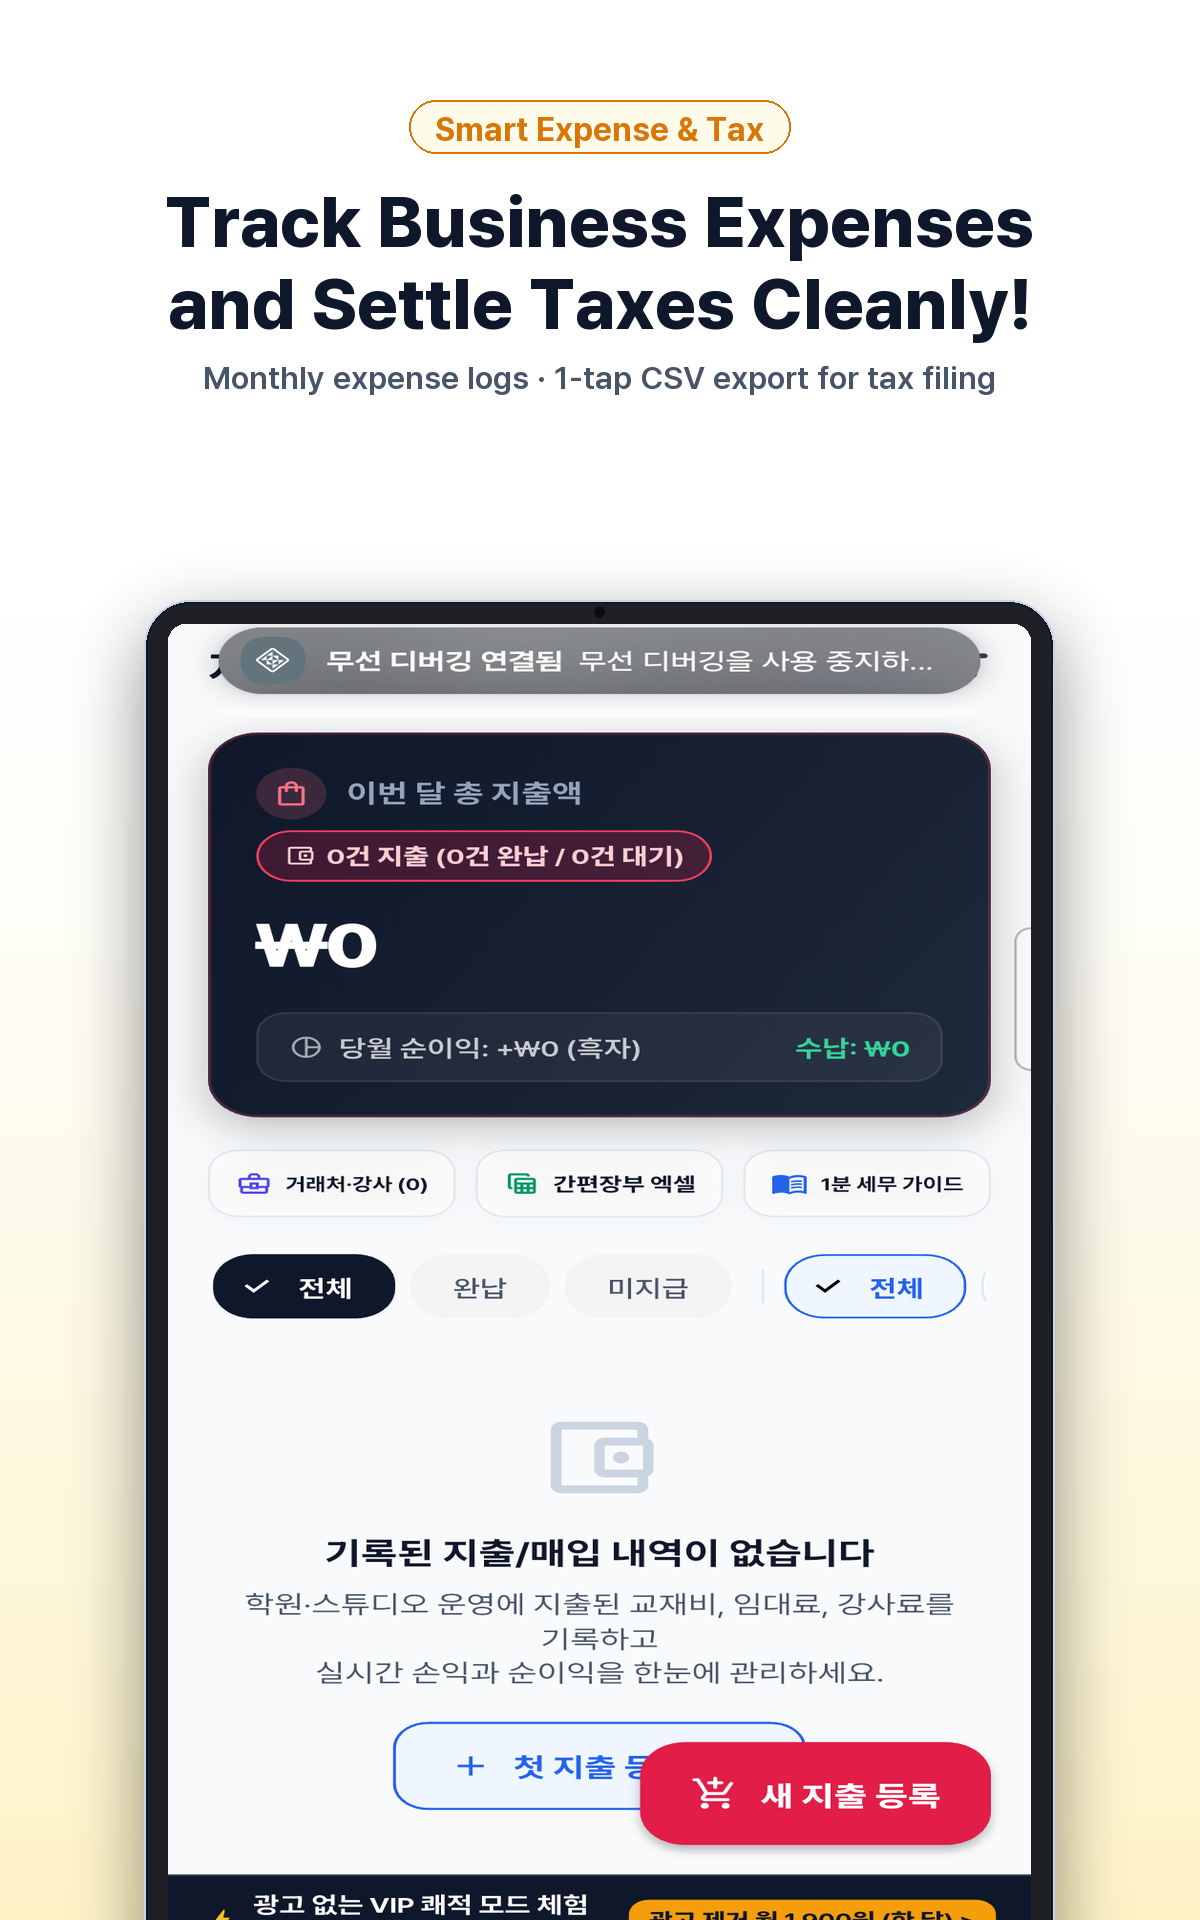 Smart Expense & Tax
Track Business Expenses
and Settle Taxes Cleanly!
Monthly expense logs · 1-tap CSV export for tax filing
무선 디버깅 연결됨 무선 디버깅을 사용 중지하...
이번 달 총 지출액
0건 지출 (0건 완납 / 0건 대기)
₩0
당월 순이익: +₩0 (흑자) 수납: ₩0
거래처·강사 (0) 간편장부 엑셀 1분 세무 가이드
전체 완납 미지급 전체
기록된 지출/매입 내역이 없습니다
학원·스튜디오 운영에 지출된 교재비, 임대료, 강사료를
기록하고
실시간 손익과 순이익을 한눈에 관리하세요.
첫 지출
새 지출 등록
광고 없는 VIP 쾌적 모드 체험